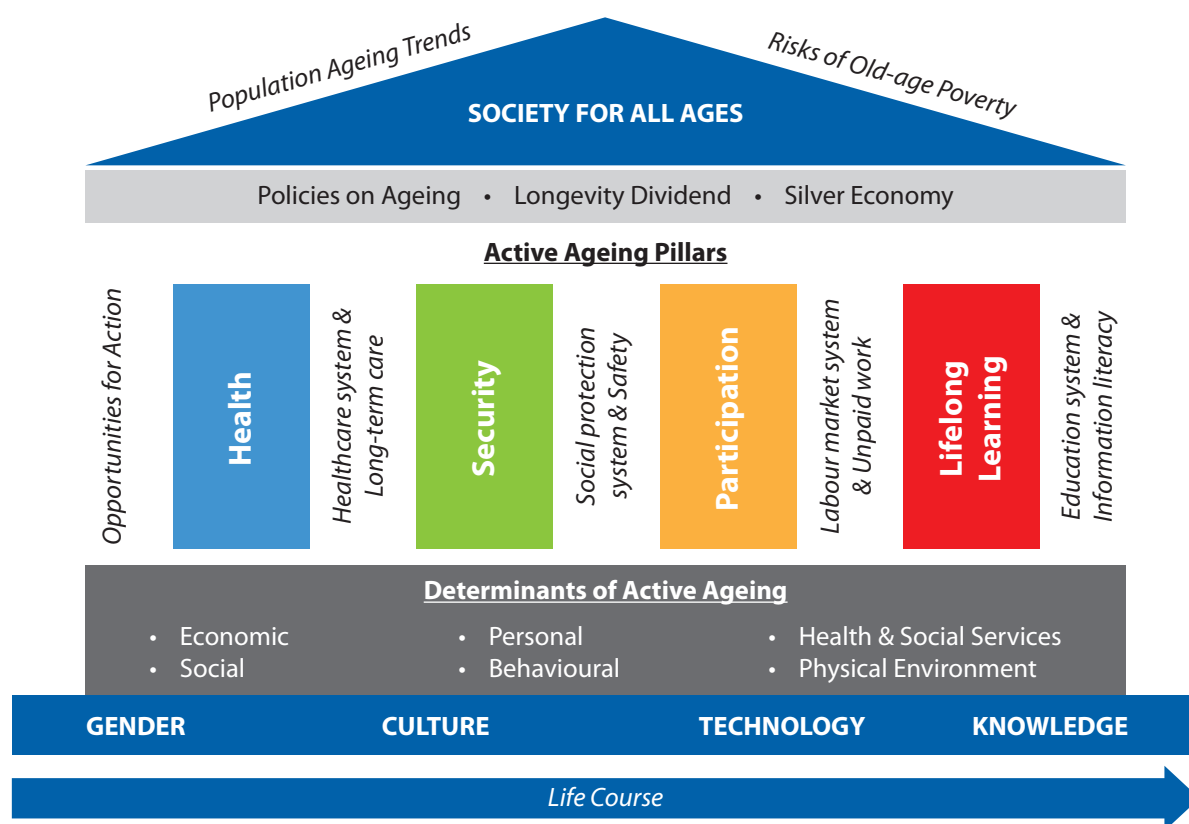 Population Ageing Trends
Risks of Old-age Poverty
SOCIETY FOR ALL AGES
Policies on Ageing • Longevity Dividend • Silver Economy
Active Ageing Pillars
Opportunities for Action
Health
Healthcare system &
Long-term care
Security
Social protection
system & Safety
Participation
Labour market system
& Unpaid work
Lifelong
Learning
Education system &
Information literacy
Determinants of Active Ageing
• Economic
• Social
• Personal
• Behavioural
• Health & Social Services
• Physical Environment
GENDER CULTURE TECHNOLOGY KNOWLEDGE
Life Course